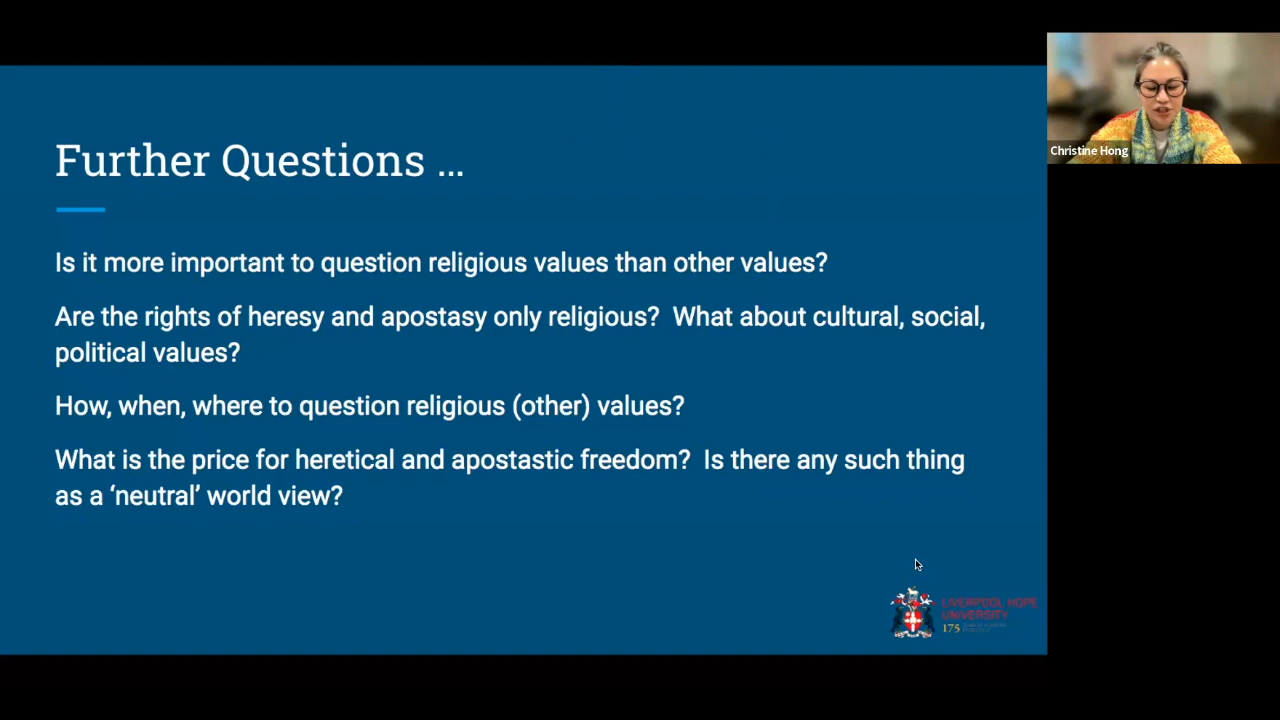 Further Questions ...
Is it more important to question religious values than other values?
Are the rights of heresy and apostasy only religious?  What about cultural, social,
political values?
How, when, where to question religious (other) values?
What is the price for heretical and apostastic freedom?  Is there any such thing
as a ‘neutral’ world view?
Christine Hong
LIVERPOOL HOPE
UNIVERSITY
175